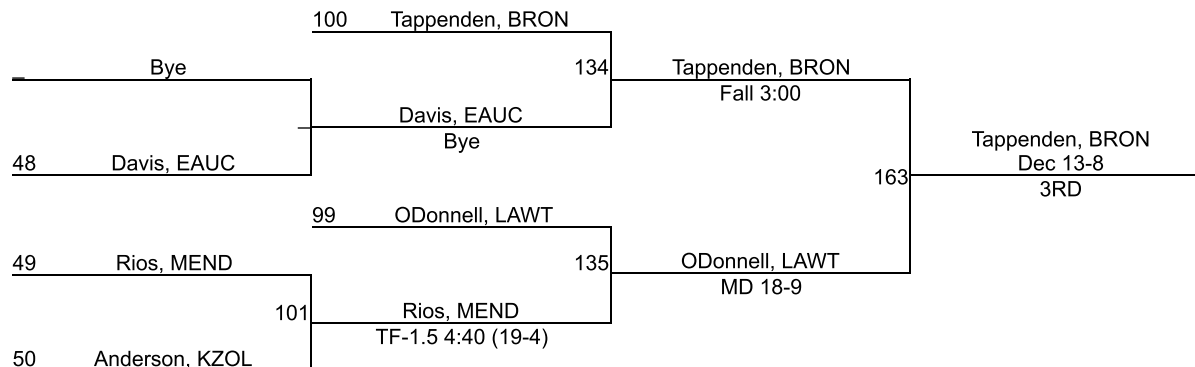 100 Tappenden, BRON
_ Bye
134 Tappenden, BRON
Fall 3:00
_ Davis, EAUC
Bye
48 Davis, EAUC
Tappenden, BRON
Dec 13-8
163
3RD
99 ODonnell, LAWT
49 Rios, MEND
135 ODonnell, LAWT
MD 18-9
101 Rios, MEND
TF-1.5 4:40 (19-4)
50 Anderson, KZOL